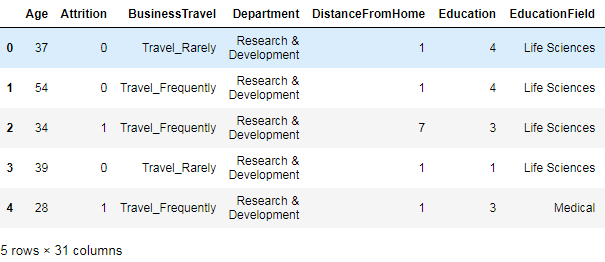 Age Attrition BusinessTravel Department DistanceFromHome Education EducationField
0 37 0 Travel_Rarely Research & Development 1 4 Life Sciences
1 54 0 Travel_Frequently Research & Development 1 4 Life Sciences
2 34 1 Travel_Frequently Research & Development 7 3 Life Sciences
3 39 0 Travel_Rarely Research & Development 1 1 Life Sciences
4 28 1 Travel_Frequently Research & Development 1 3 Medical
5 rows × 31 columns